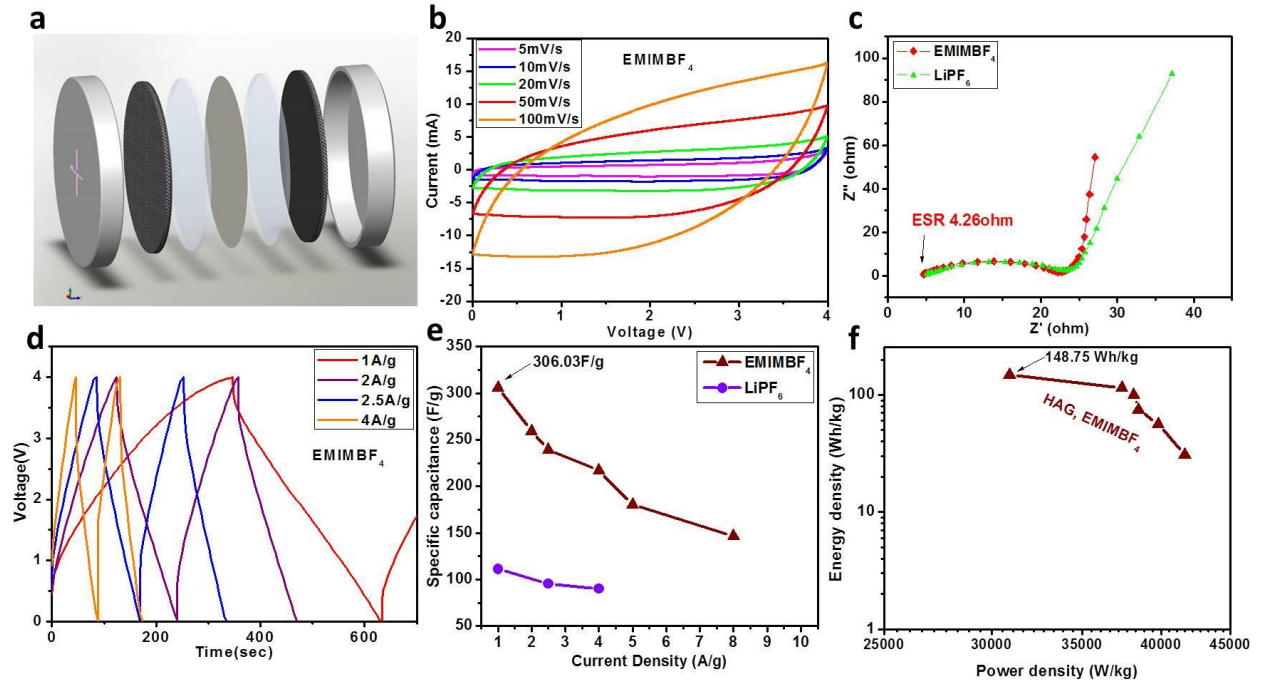 a
b
25
20
15
10
5
0
-5
-10
-15
-20
0
1
2
3
4
Current (mA)
Voltage (V)
5mV/s
10mV/s
20mV/s
50mV/s
100mV/s
EMIMBF4
c
100
80
60
40
20
0
0
10
20
30
40
Z'' (ohm)
Z' (ohm)
EMIMBF4
LiPF6
ESR 4.26ohm
d
4
3
2
1
0
0
200
400
600
Voltage(V)
Time(sec)
1A/g
2A/g
2.5A/g
4A/g
EMIMBF4
e
350
300
250
200
150
100
50
1
2
3
4
5
6
7
8
9
10
Specific capacitance (F/g)
Current Density (A/g)
306.03F/g
EMIMBF4
LiPF6
f
100
10
1
25000
30000
35000
40000
45000
Energy density (Wh/kg)
Power density (W/kg)
148.75 Wh/kg
HAG, EMIMBF4